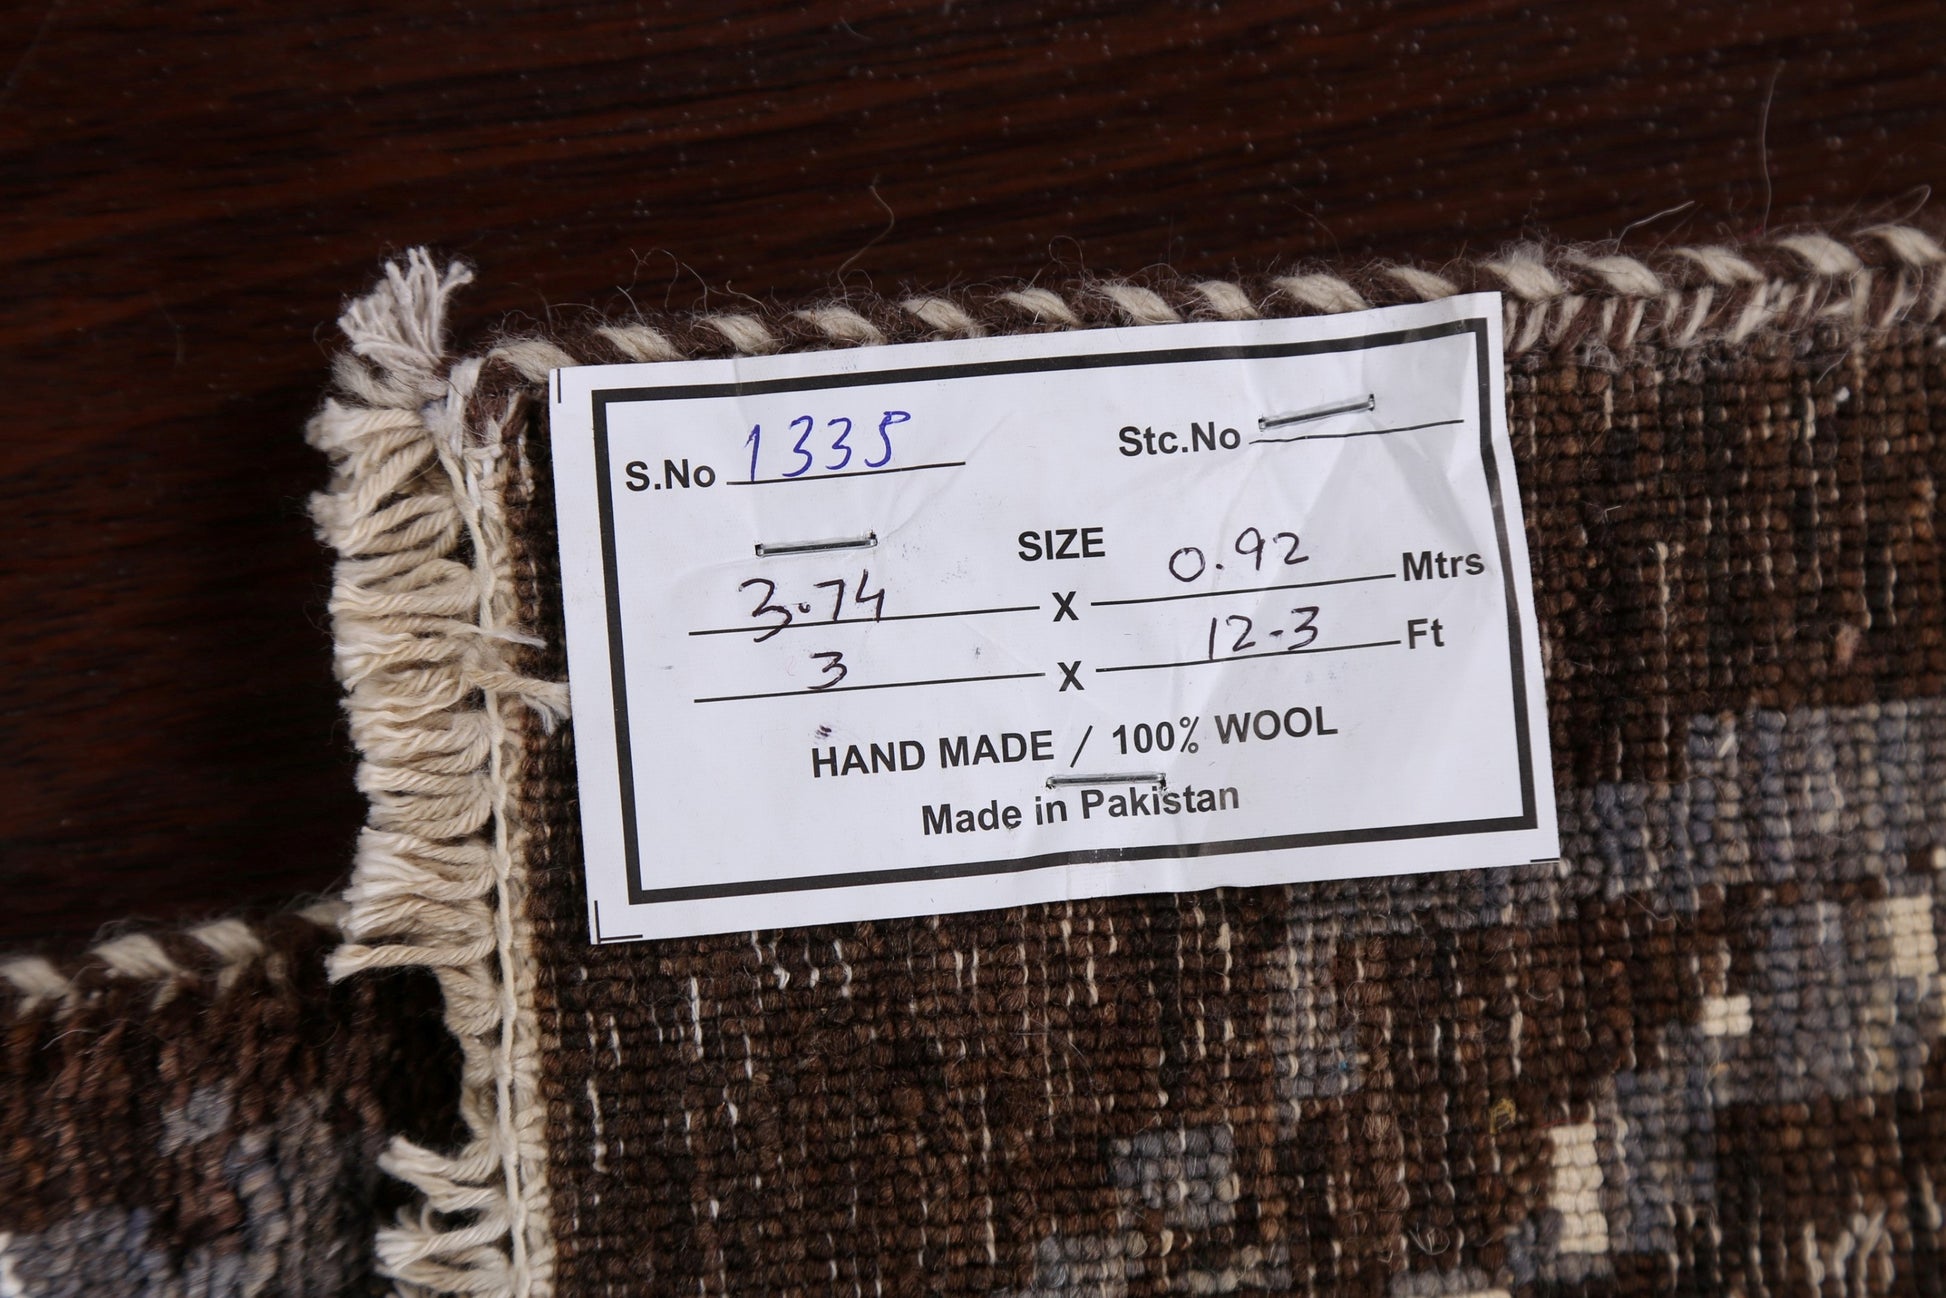 S.No 1335 Stc.No
SIZE
3.74 X 0.92 Mtrs
3 X 12-3 Ft
HAND MADE / 100% WOOL
Made in Pakistan